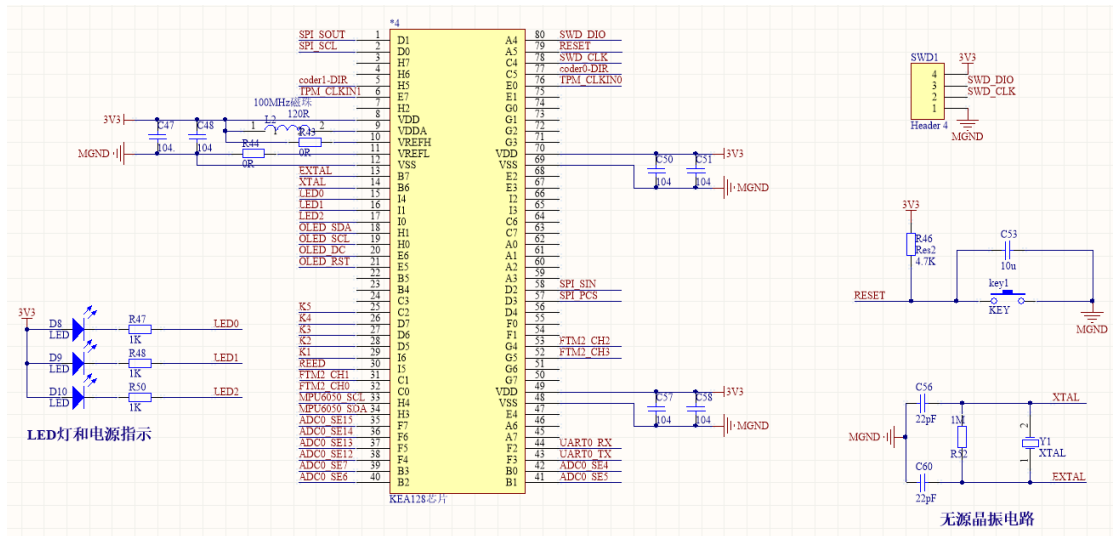 *4
SPI_SOUT 1 D1
SPI_SCL 2 D0
3 H7
4 H6
coder1-DIR 5 H5
TPM_CLKIN1 6 E7
7 H2
8 VDD
9 VDDA
10 VREFH
11 VREFL
12 VSS
EXTAL 13 B7
XTAL 14 B6
LED0 15 I4
LED1 16 I1
LED2 17 I0
OLED_SDA 18 H1
OLED_SCL 19 H0
OLED_DC 20 E6
OLED_RST 21 E5
22 B5
23 B4
24 C3
K5 25 C2
K4 26 D7
K3 27 D6
K2 28 D5
K1 29 I6
REED 30 I5
FTM2_CH1 31 C1
FTM2_CH0 32 C0
MPU6050_SCL 33 H4
MPU6050_SDA 34 H3
ADC0_SE15 35 F7
ADC0_SE14 36 F6
ADC0_SE13 37 F5
ADC0_SE12 38 F4
ADC0_SE7 39 B3
ADC0_SE6 40 B2
A4 80 SWD_DIO
A5 79 RESET
C4 78 SWD_CLK
C5 77 coder0-DIR
E0 76 TPM_CLKIN0
E1 75
G0 74
G1 73
G2 72
G3 71
VDD 70
VSS 69
E2 68
E3 67
I2 66
I3 65
C6 64
C7 63
A0 62
A1 61
A2 60
A3 59
D2 58 SPI_SIN
D3 57 SPI_PCS
D4 56
F0 55
F1 54
G4 53 FTM2_CH2
G5 52 FTM2_CH3
G6 51
G7 50
VDD 49
VSS 48
E4 47
A6 46
A7 45
F2 44 UART0_RX
F3 43 UART0_TX
B0 42 ADC0_SE4
B1 41 ADC0_SE5
KEA128芯片
100MHz磁珠
L2 120R
1 2
3V3
C47
104
C48
104
R43
0R
R44
0R
MGND
3V3
C50
104
C51
104
MGND
3V3
C57
104
C58
104
MGND
3V3
D8
LED
R47
1K
LED0
D9
LED
R48
1K
LED1
D10
LED
R50
1K
LED2
LED灯和电源指示
SWD1
3V3
4
3 SWD_DIO
2 SWD_CLK
1
Header 4
MGND
3V3
R46
Res2
4.7K
C53
10u
key1
KEY
RESET
MGND
C56
22pF
XTAL
1M
R52
2
Y1
XTAL
1
MGND
C60
22pF
EXTAL
无源晶振电路